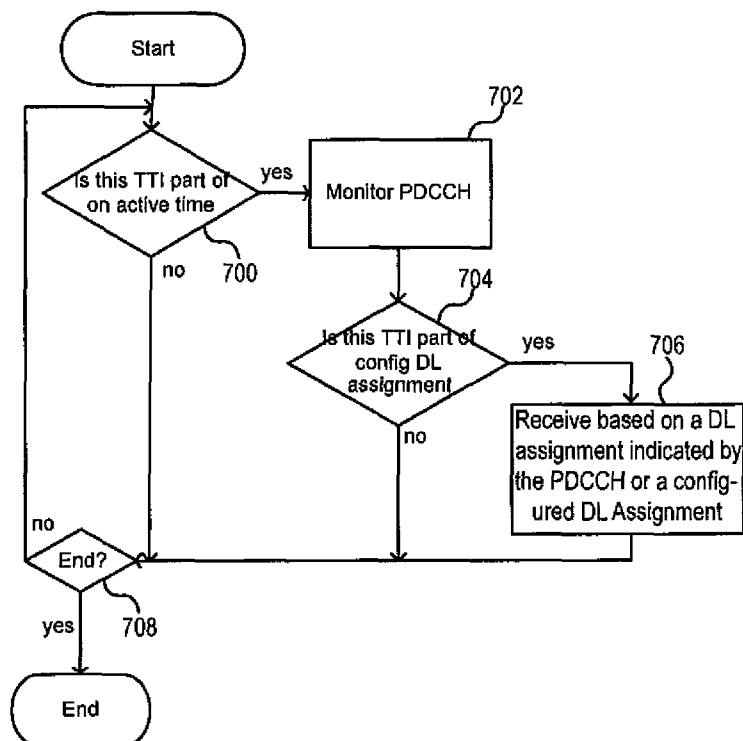 Start
702
Is this TTI part of
on active time
yes
Monitor PDCCH
700
no
704
Is this TTI part of
config DL
assignment
yes
706
Receive based on a DL
assignment indicated by
the PDCCH or a config-
ured DL Assignment
no
no
End?
708
yes
End